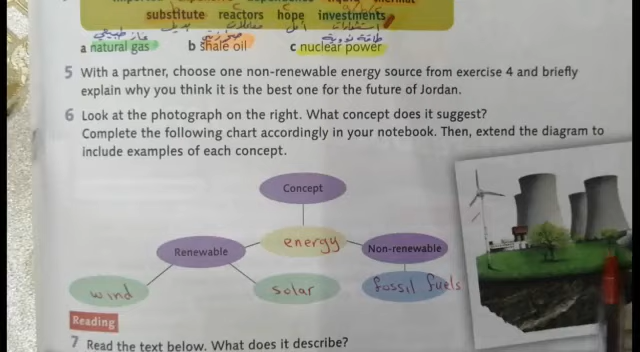 substitute reactors hope investments
a natural gas b shale oil c nuclear power
5 With a partner, choose one non-renewable energy source from exercise 4 and briefly
explain why you think it is the best one for the future of Jordan.
6 Look at the photograph on the right. What concept does it suggest?
Complete the following chart accordingly in your notebook. Then, extend the diagram to
include examples of each concept.
Concept
energy
Renewable
Non-renewable
wind
solar
fossil fuels
Reading
7 Read the text below. What does it describe?